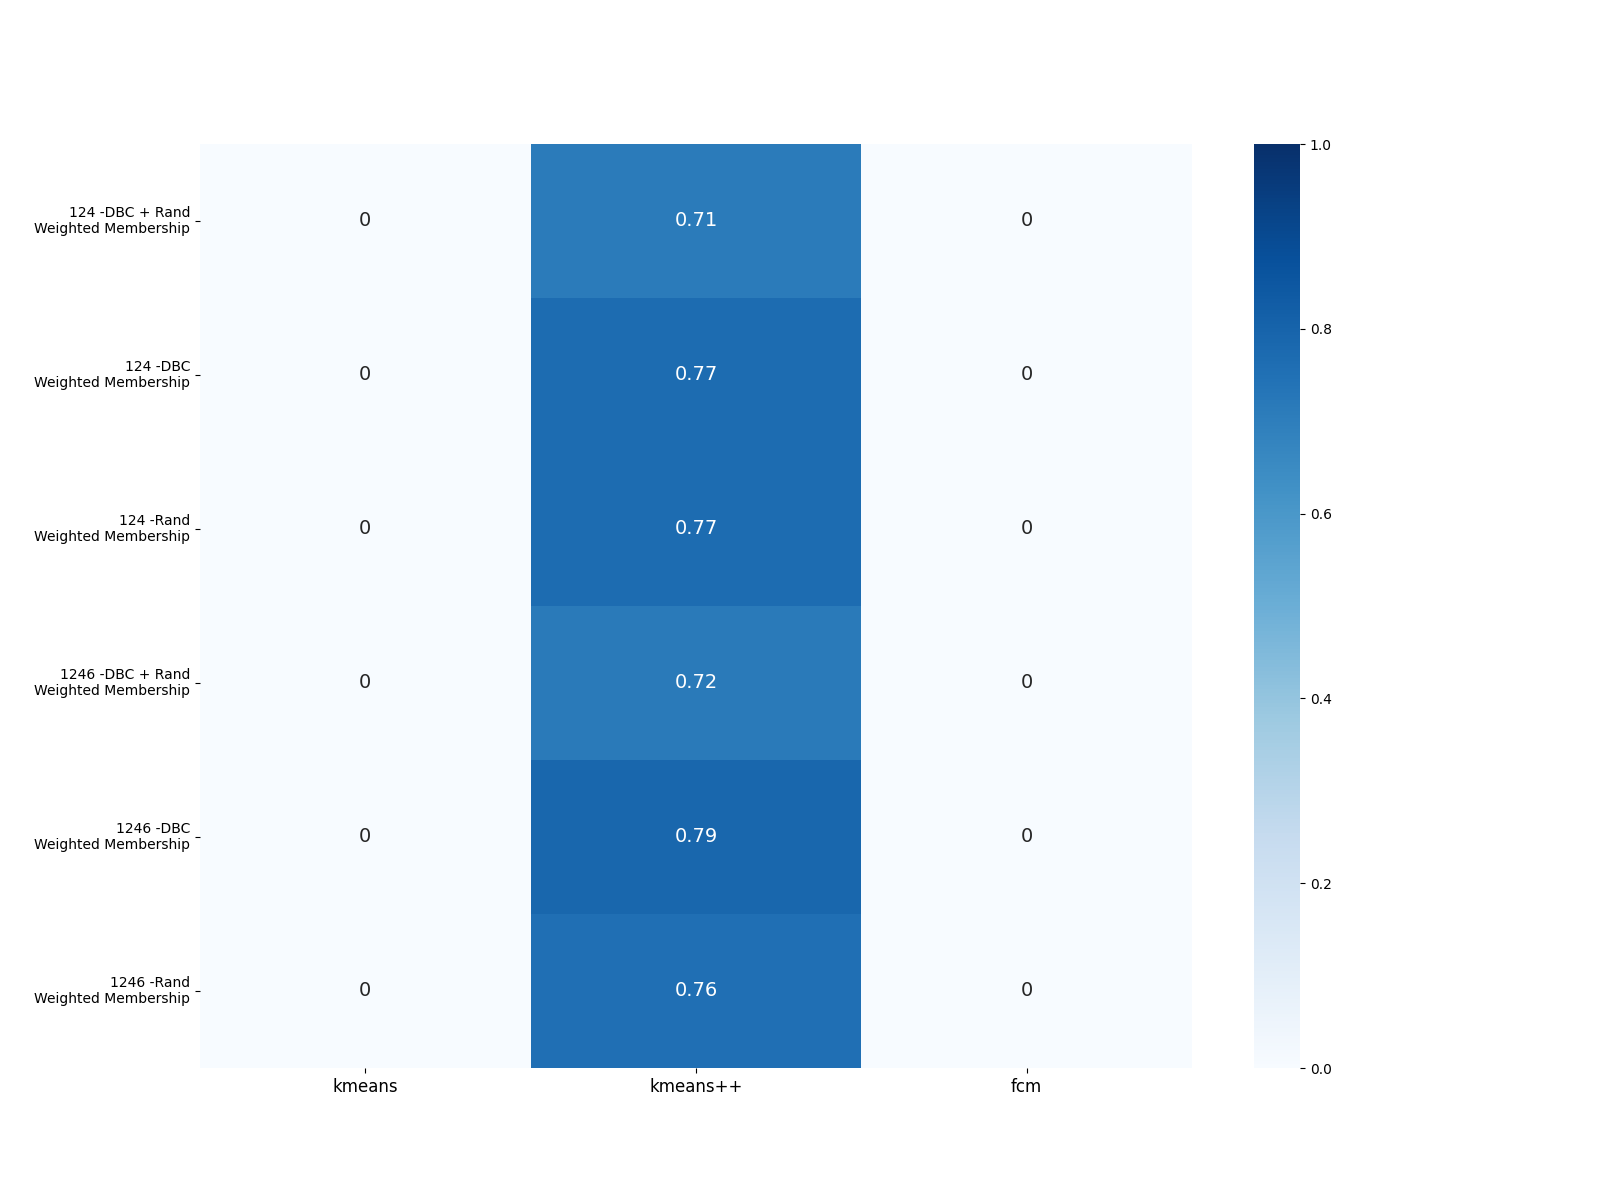 124 -DBC + Rand
Weighted Membership
0
0.71
0
124 -DBC
Weighted Membership
0
0.77
0
124 -Rand
Weighted Membership
0
0.77
0
1246 -DBC + Rand
Weighted Membership
0
0.72
0
1246 -DBC
Weighted Membership
0
0.79
0
1246 -Rand
Weighted Membership
0
0.76
0
kmeans
kmeans++
fcm
1.0
0.8
0.6
0.4
0.2
0.0